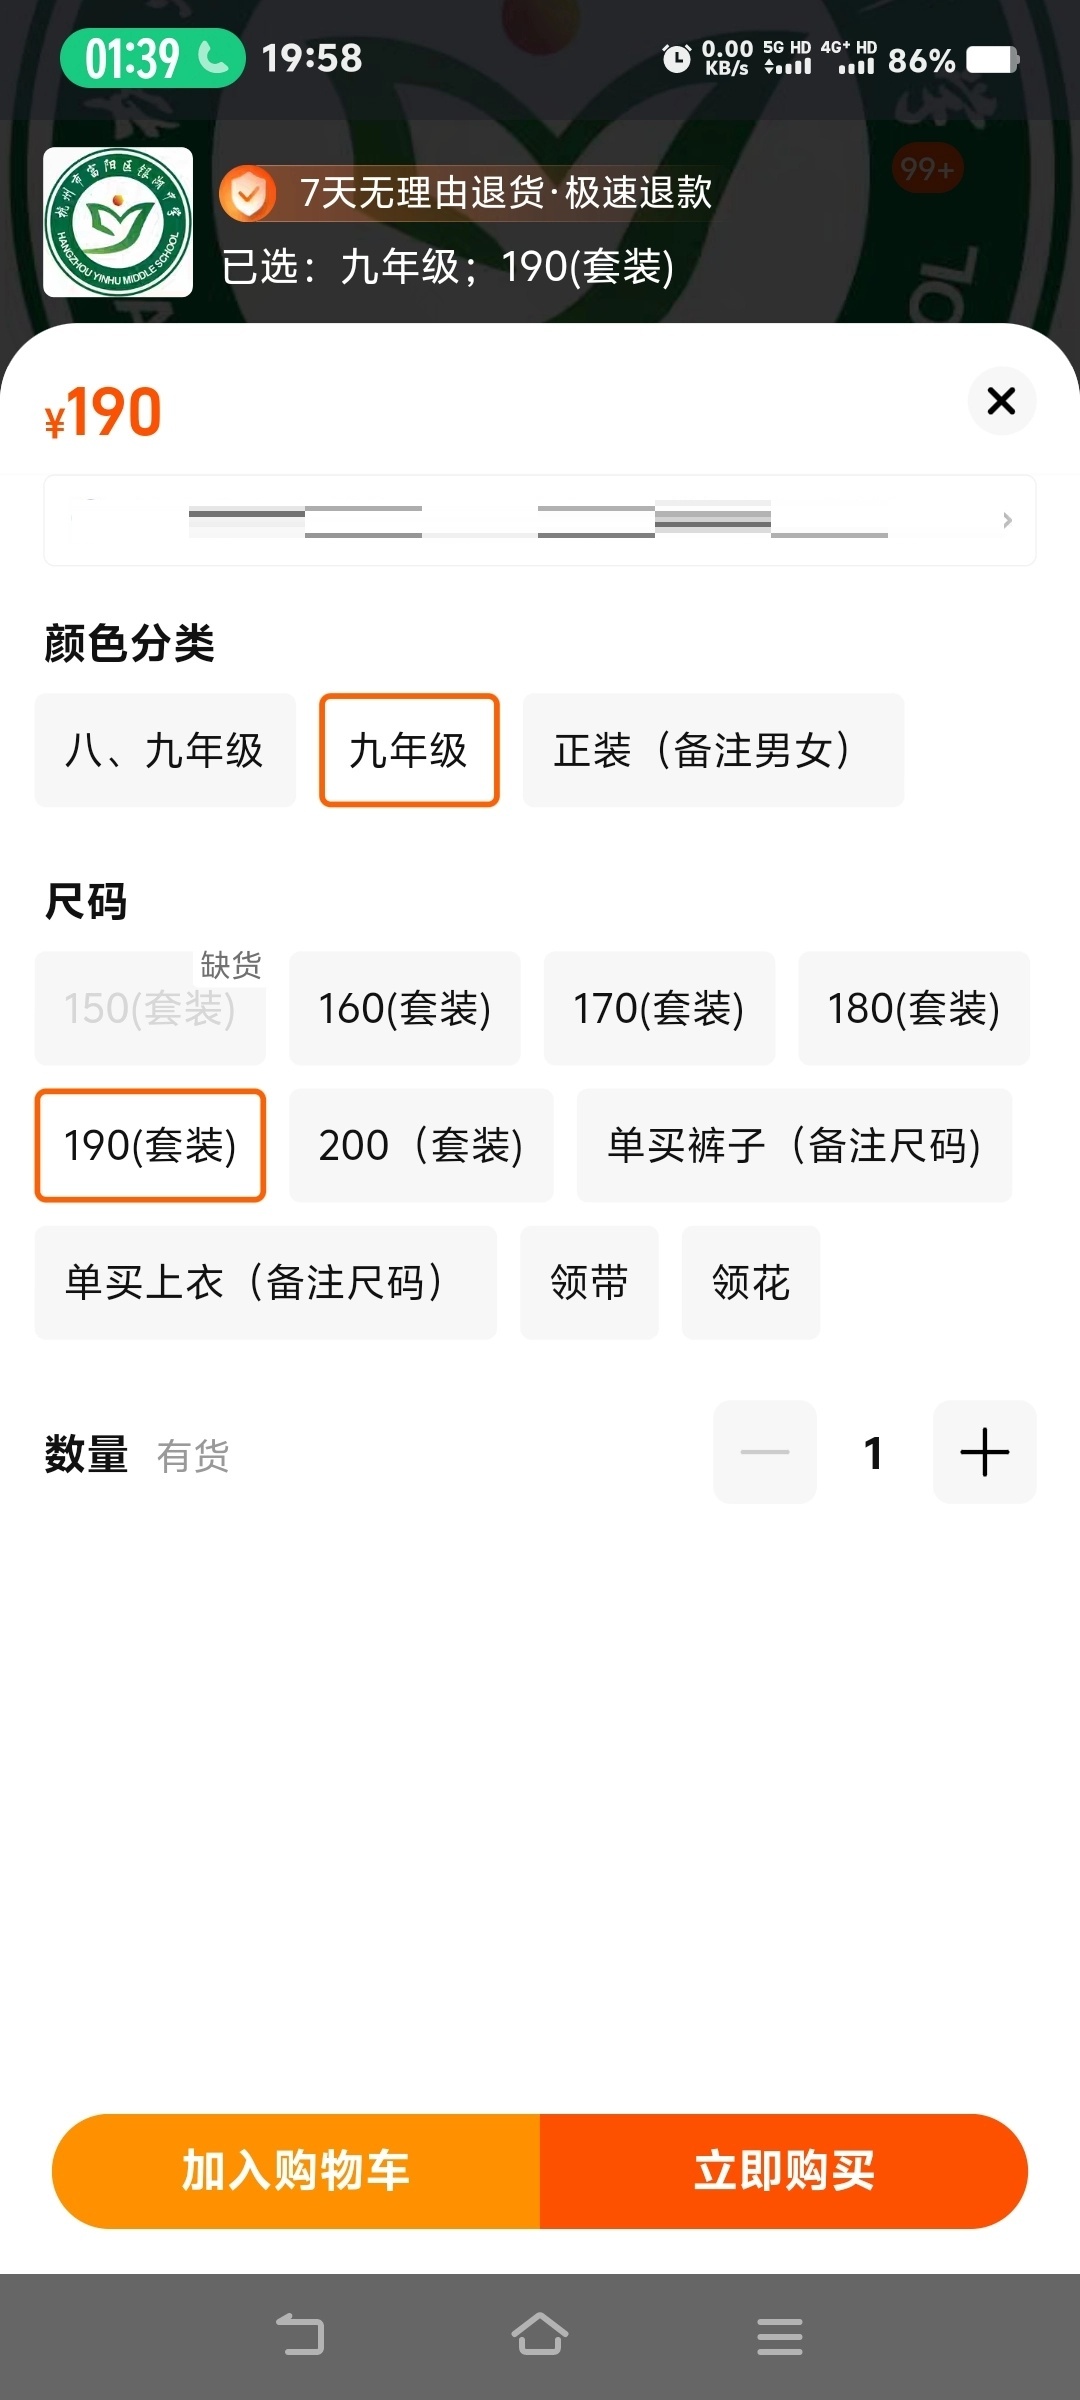 01:39 19:58 0.00 KB/s 5G HD 4G+ HD 86%
杭州市富阳区银湖中学
HANGZHOU YINHU MIDDLE SCHOOL
7天无理由退货·极速退款
99+
已选：九年级；190(套装)
¥190
颜色分类
八、九年级 九年级 正装（备注男女）
尺码
缺货
150(套装) 160(套装) 170(套装) 180(套装)
190(套装) 200（套装) 单买裤子（备注尺码)
单买上衣（备注尺码） 领带 领花
数量 有货 1
加入购物车 立即购买